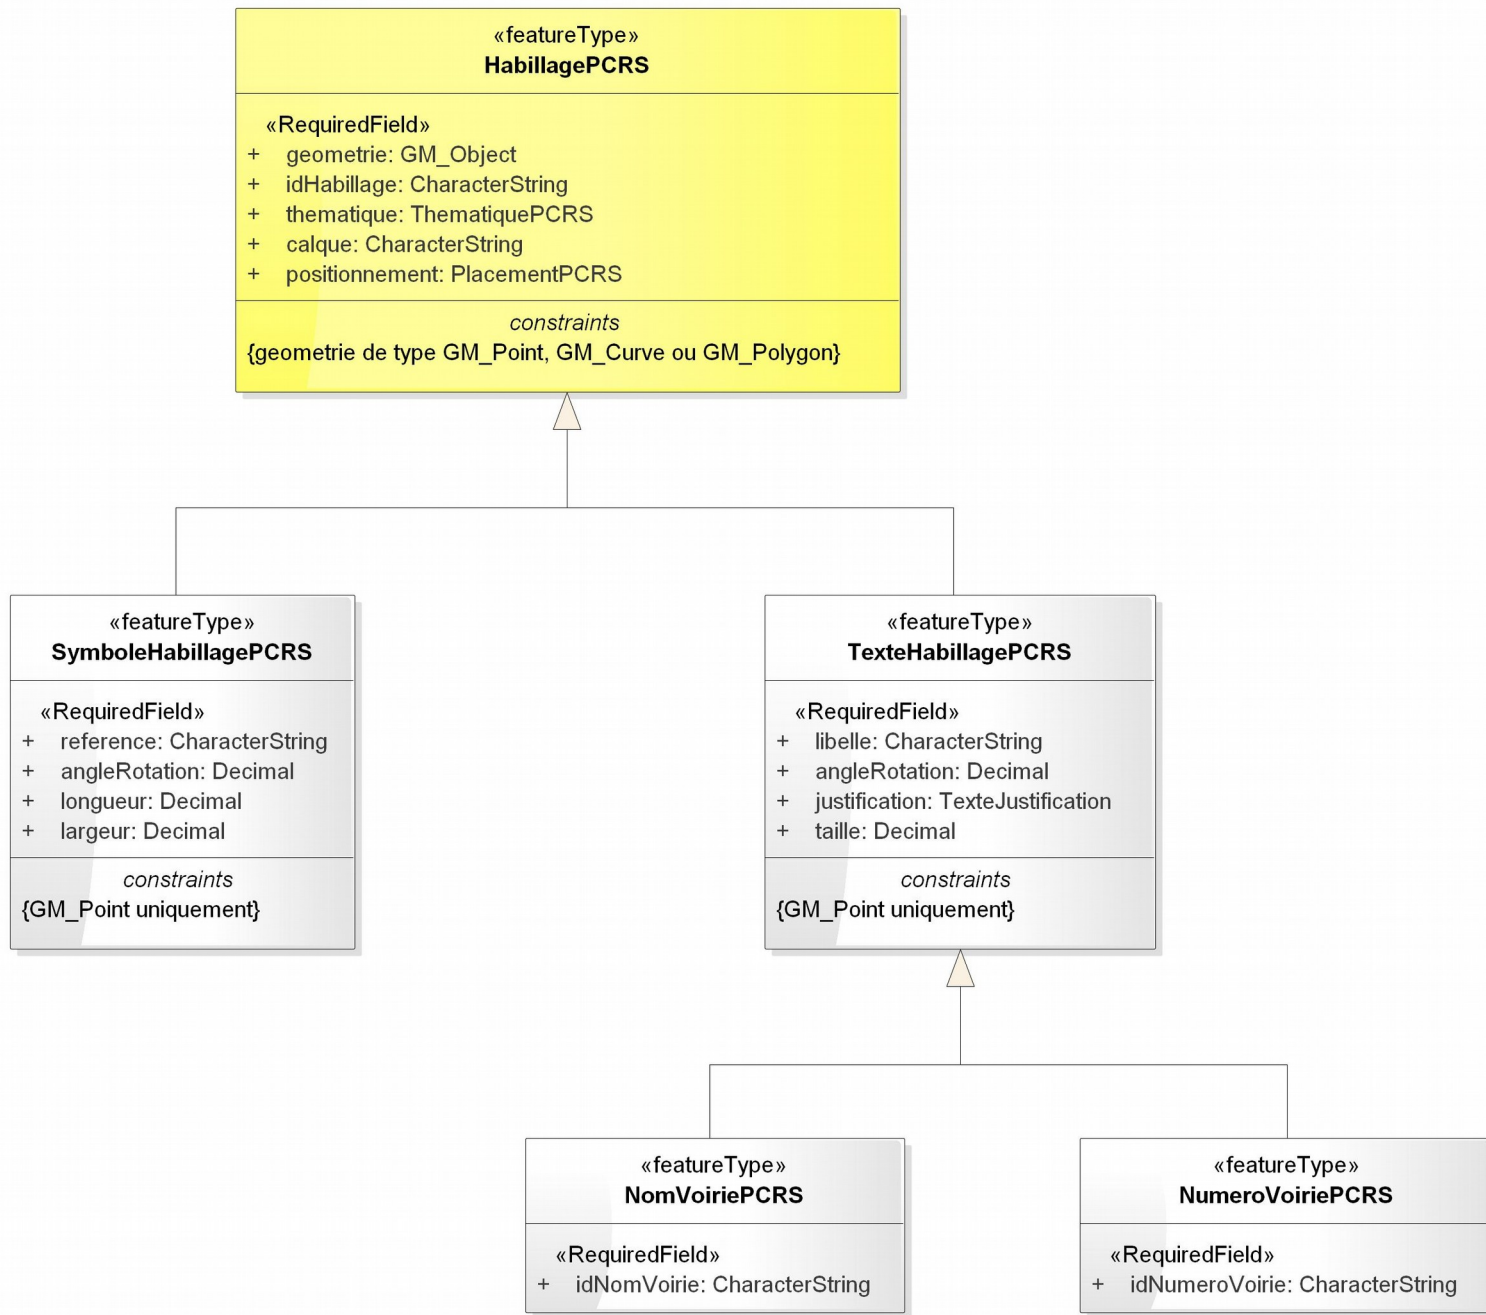 «featureType»
HabillagePCRS
«RequiredField»
+ geometrie: GM_Object
+ idHabillage: CharacterString
+ thematique: ThematiquePCRS
+ calque: CharacterString
+ positionnement: PlacementPCRS
constraints
{geometrie de type GM_Point, GM_Curve ou GM_Polygon}
«featureType»
SymboleHabillagePCRS
«RequiredField»
+ reference: CharacterString
+ angleRotation: Decimal
+ longueur: Decimal
+ largeur: Decimal
constraints
{GM_Point uniquement}
«featureType»
TexteHabillagePCRS
«RequiredField»
+ libelle: CharacterString
+ angleRotation: Decimal
+ justification: TexteJustification
+ taille: Decimal
constraints
{GM_Point uniquement}
«featureType»
NomVoiriePCRS
«RequiredField»
+ idNomVoirie: CharacterString
«featureType»
NumeroVoiriePCRS
«RequiredField»
+ idNumeroVoirie: CharacterString